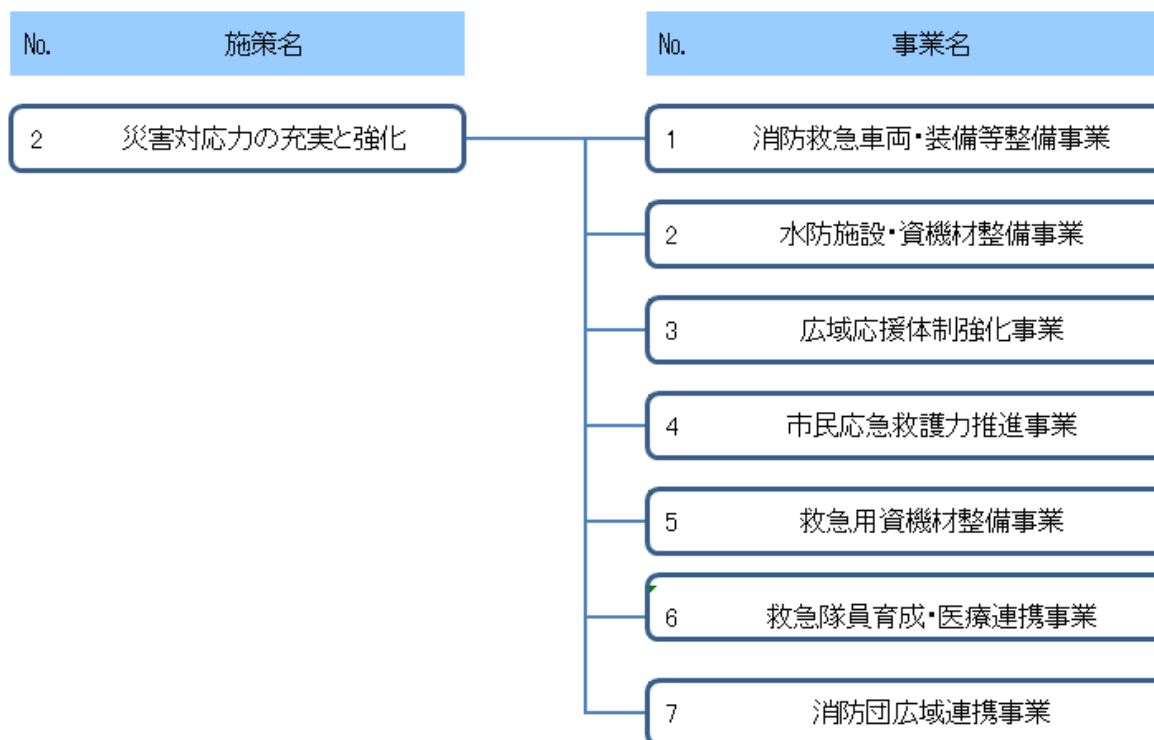 No. 施策名 No. 事業名
2 災害対応力の充実と強化 1 消防救急車両・装備等整備事業
2 水防施設・資機材整備事業
3 広域応援体制強化事業
4 市民応急救護力推進事業
5 救急用資機材整備事業
6 救急隊員育成・医療連携事業
7 消防団広域連携事業